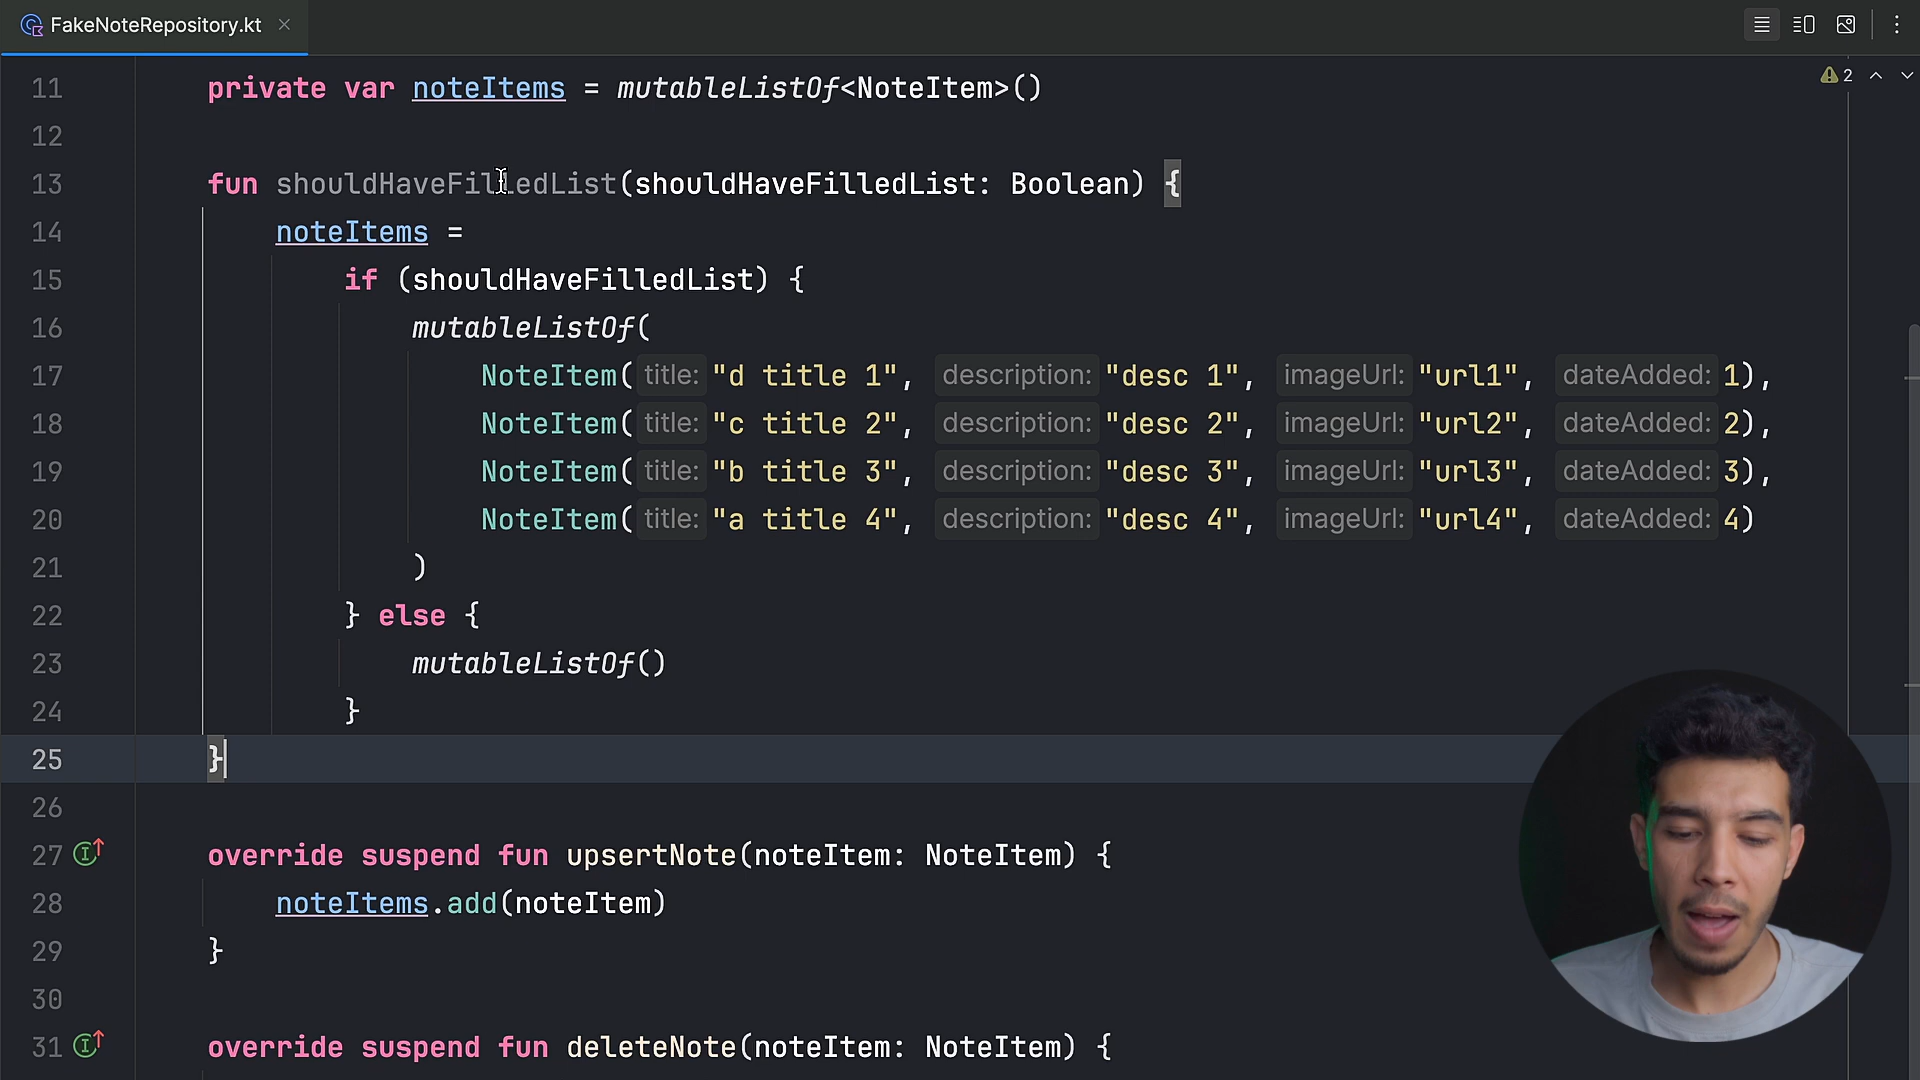 FakeNoteRepository.kt
2
11 private var noteItems = mutableListOf<NoteItem>()
12
13 fun shouldHaveFilledList(shouldHaveFilledList: Boolean) {
14 noteItems =
15 if (shouldHaveFilledList) {
16 mutableListOf(
17 NoteItem( title: "d title 1", description: "desc 1", imageUrl: "url1", dateAdded: 1),
18 NoteItem( title: "c title 2", description: "desc 2", imageUrl: "url2", dateAdded: 2),
19 NoteItem( title: "b title 3", description: "desc 3", imageUrl: "url3", dateAdded: 3),
20 NoteItem( title: "a title 4", description: "desc 4", imageUrl: "url4", dateAdded: 4)
21 )
22 } else {
23 mutableListOf()
24 }
25 }
26
27 override suspend fun upsertNote(noteItem: NoteItem) {
28 noteItems.add(noteItem)
29 }
30
31 override suspend fun deleteNote(noteItem: NoteItem) {